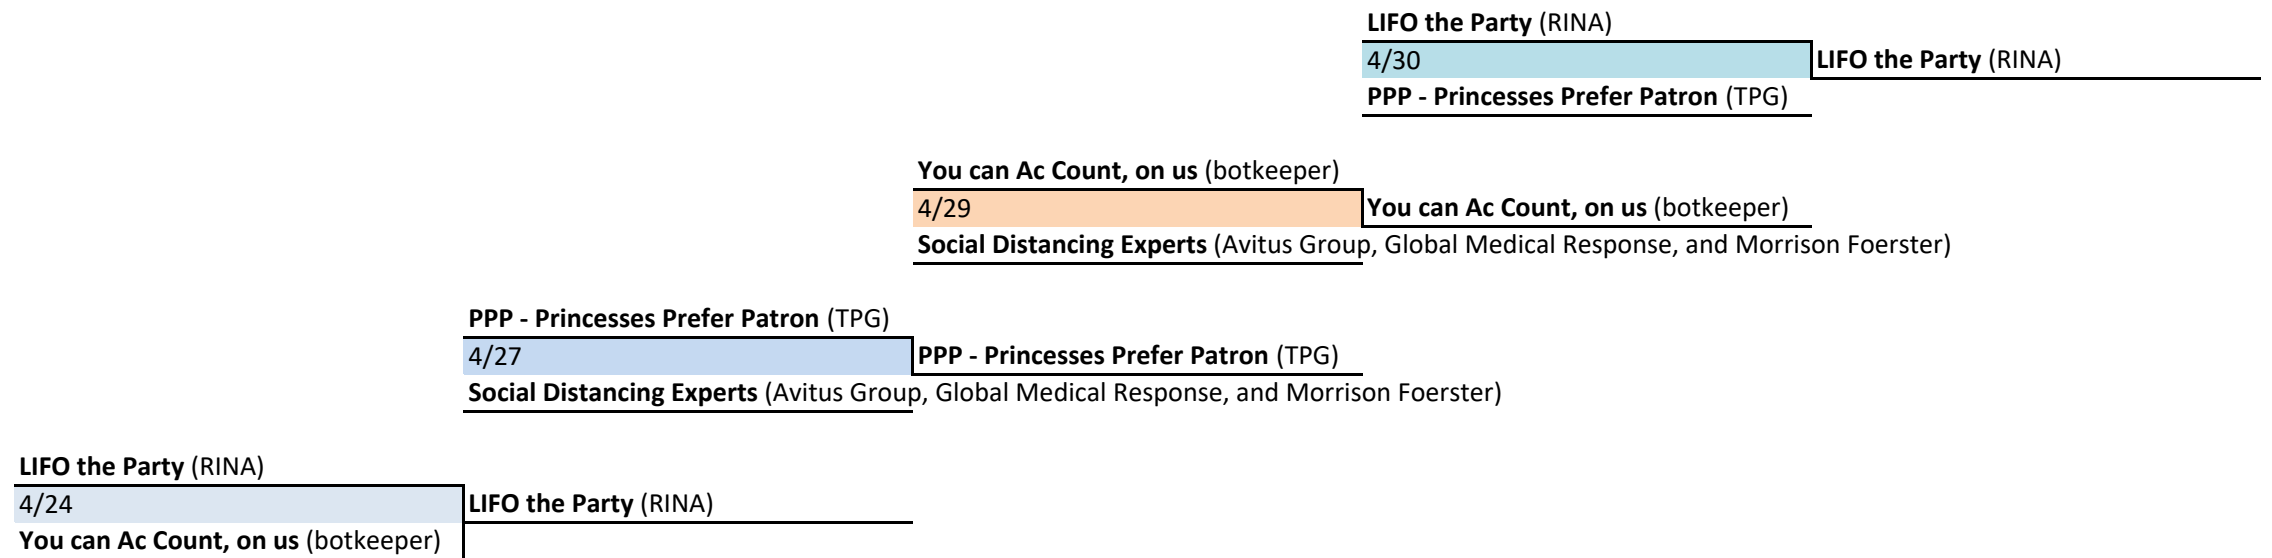 LIFO the Party (RINA)
4/30
LIFO the Party (RINA)
PPP - Princesses Prefer Patron (TPG)
You can Ac Count, on us (botkeeper)
4/29
You can Ac Count, on us (botkeeper)
Social Distancing Experts (Avitus Group, Global Medical Response, and Morrison Foerster)
PPP - Princesses Prefer Patron (TPG)
4/27
PPP - Princesses Prefer Patron (TPG)
Social Distancing Experts (Avitus Group, Global Medical Response, and Morrison Foerster)
LIFO the Party (RINA)
4/24
LIFO the Party (RINA)
You can Ac Count, on us (botkeeper)